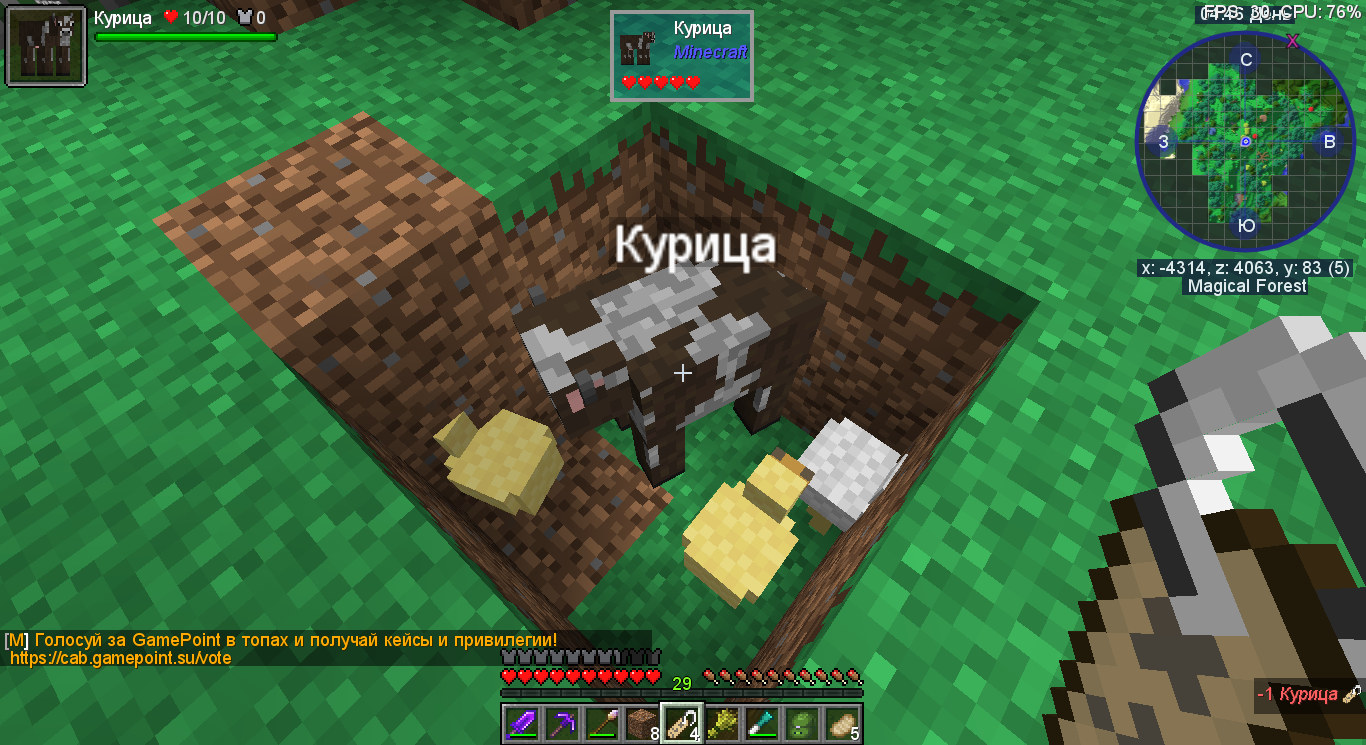 Курица 10/10 0
Курица
Minecraft
FPS: 30, CPU: 76%
С
З
В
Ю
x: -4314, z: 4063, y: 83 (5)
Magical Forest
Курица
[M] Голосуй за GamePoint в топах и получай кейсы и привилегии!
https://cab.gamepoint.su/vote
29
-1 Курица
8
4
5